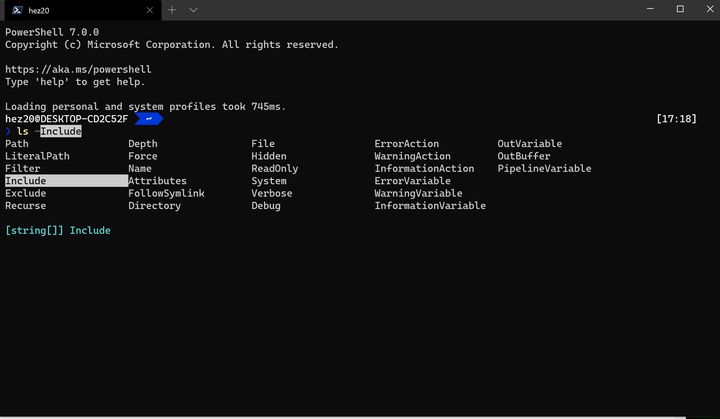 hez20
PowerShell 7.0.0
Copyright (c) Microsoft Corporation. All rights reserved.
https://aka.ms/powershell
Type 'help' to get help.
Loading personal and system profiles took 745ms.
hez20@DESKTOP-CD2C52F ~ [17:18]
❯ ls -Include
Path Depth File ErrorAction OutVariable
LiteralPath Force Hidden WarningAction OutBuffer
Filter Name ReadOnly InformationAction PipelineVariable
Include Attributes System ErrorVariable
Exclude FollowSymlink Verbose WarningVariable
Recurse Directory Debug InformationVariable
[string[]] Include